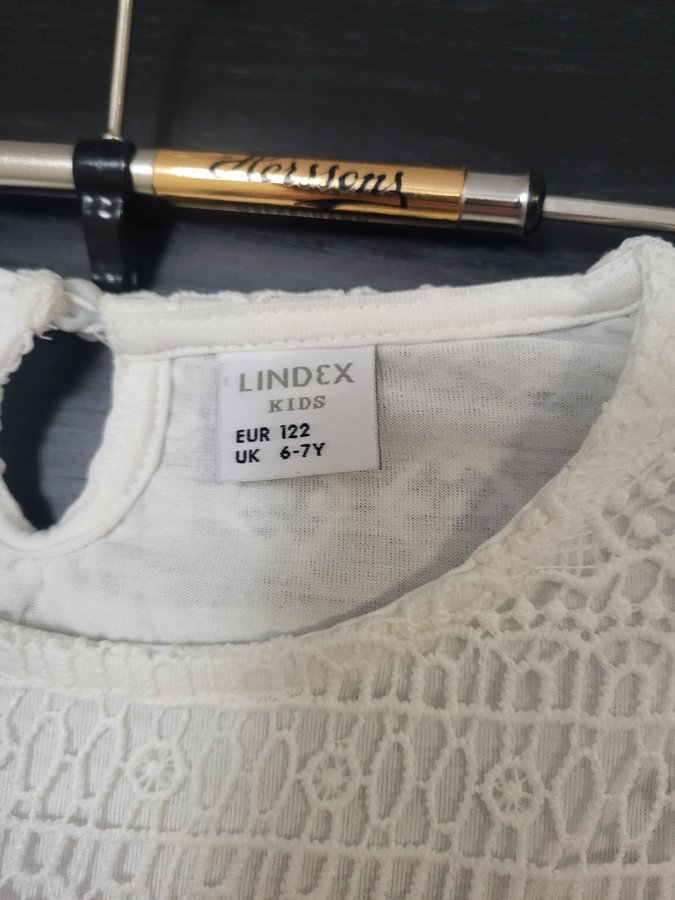 Herssons
LINDEX
KIDS
EUR 122
UK 6-7Y